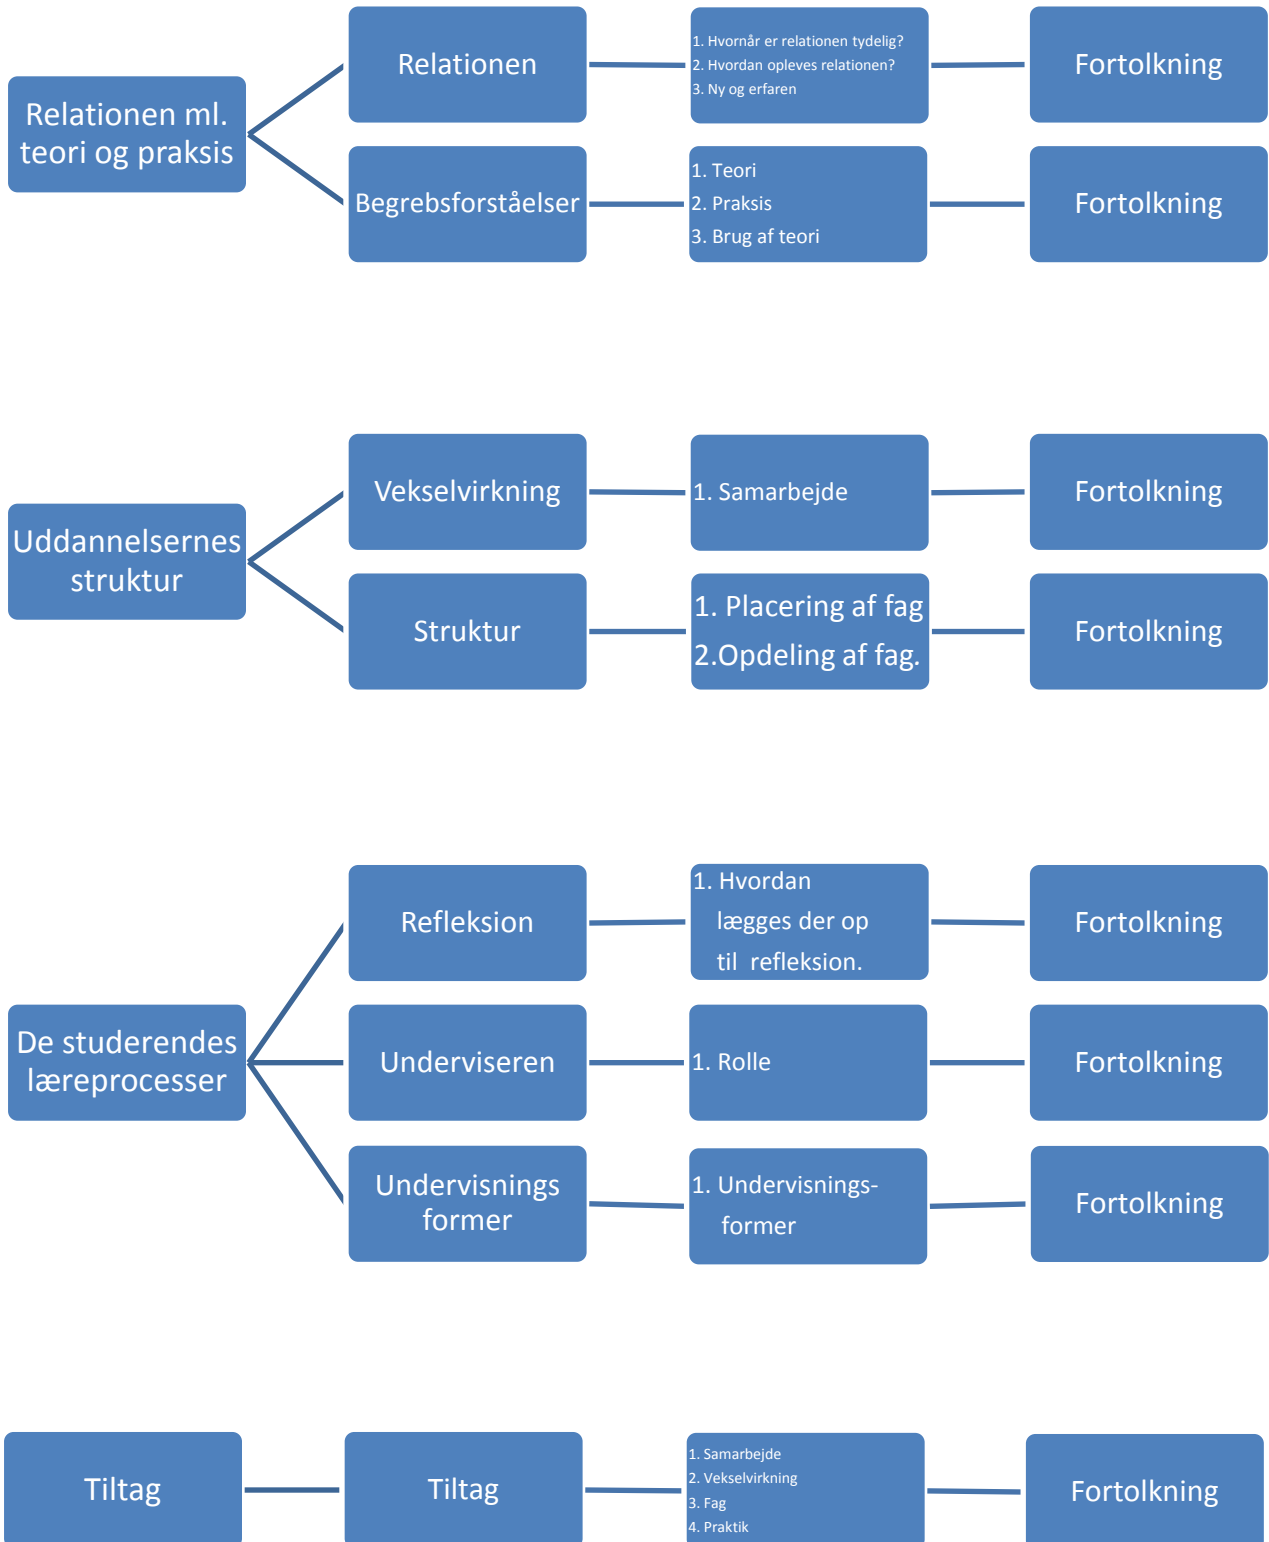 Relationen ml.
teori og praksis
Relationen
1. Hvornår er relationen tydelig?
2. Hvordan opleves relationen?
3. Ny og erfaren
Fortolkning
Begrebsforståelser
1. Teori
2. Praksis
3. Brug af teori
Fortolkning
Uddannelsernes
struktur
Vekselvirkning
1. Samarbejde
Fortolkning
Struktur
1. Placering af fag
2.Opdeling af fag.
Fortolkning
De studerendes
læreprocesser
Refleksion
1. Hvordan
lægges der op
til refleksion.
Fortolkning
Underviseren
1. Rolle
Fortolkning
Undervisnings
former
1. Undervisnings-
former
Fortolkning
Tiltag
Tiltag
1. Samarbejde
2. Vekselvirkning
3. Fag
4. Praktik
Fortolkning